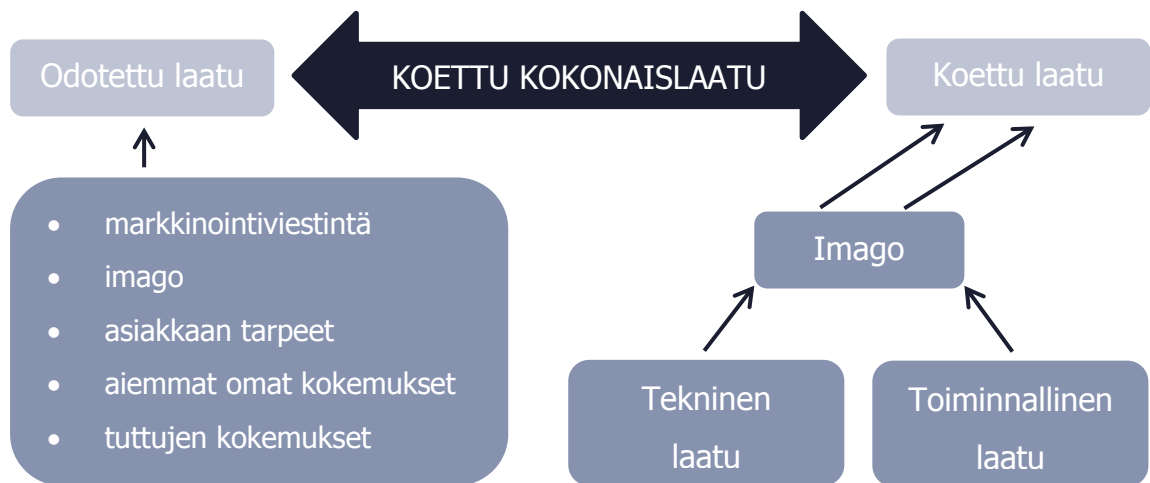 Odotettu laatu
KOETTU KOKONAISLAATU
Koettu laatu
• markkinointiviestintä
• imago
• asiakkaan tarpeet
• aiemmat omat kokemukset
• tuttujen kokemukset
Imago
Tekninen
laatu
Toiminnallinen
laatu